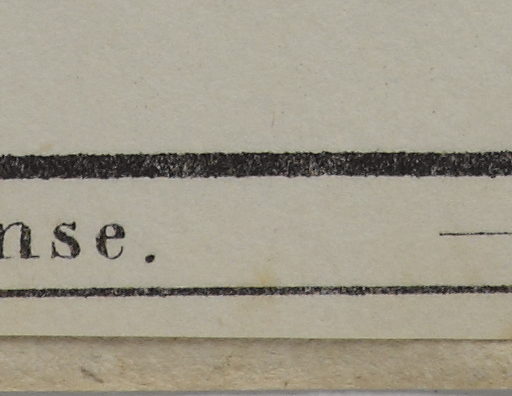 nse. —